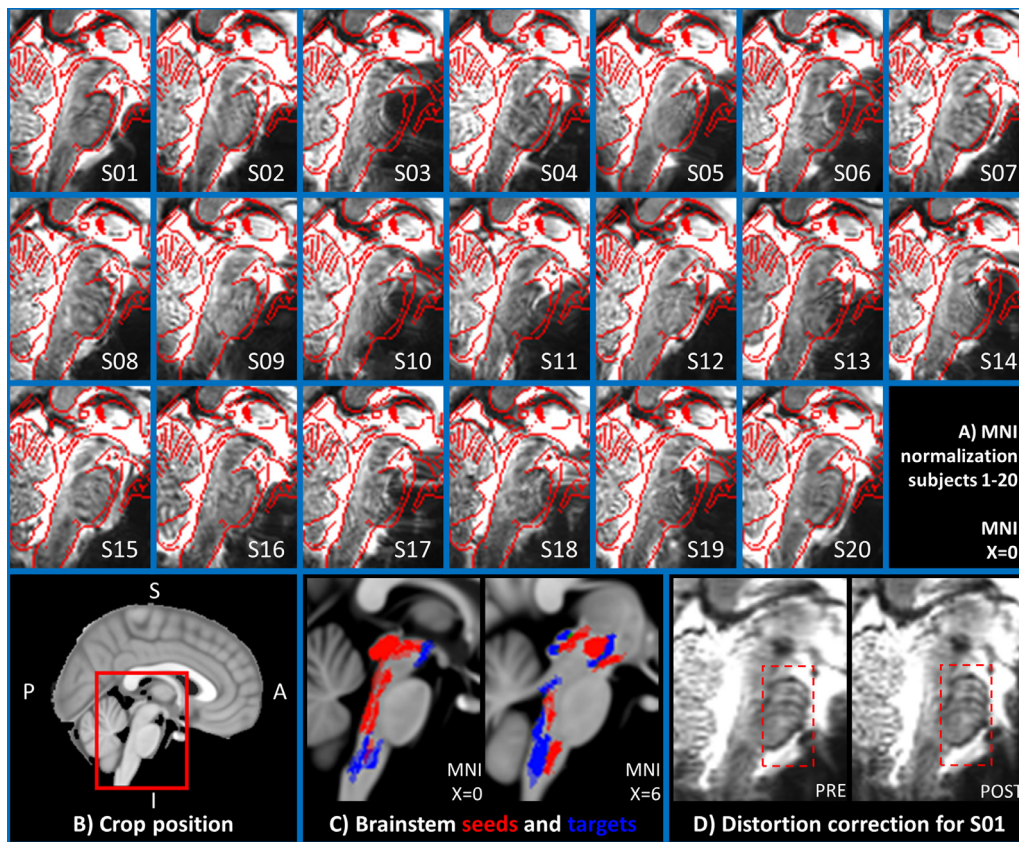 S01
S02
S03
S04
S05
S06
S07
S08
S09
S10
S11
S12
S13
S14
S15
S16
S17
S18
S19
S20
A) MNI
normalization
subjects 1-20
MNI
X=0
S
P
A
I
B) Crop position
MNI
X=0
MNI
X=6
C) Brainstem seeds and targets
PRE
POST
D) Distortion correction for S01